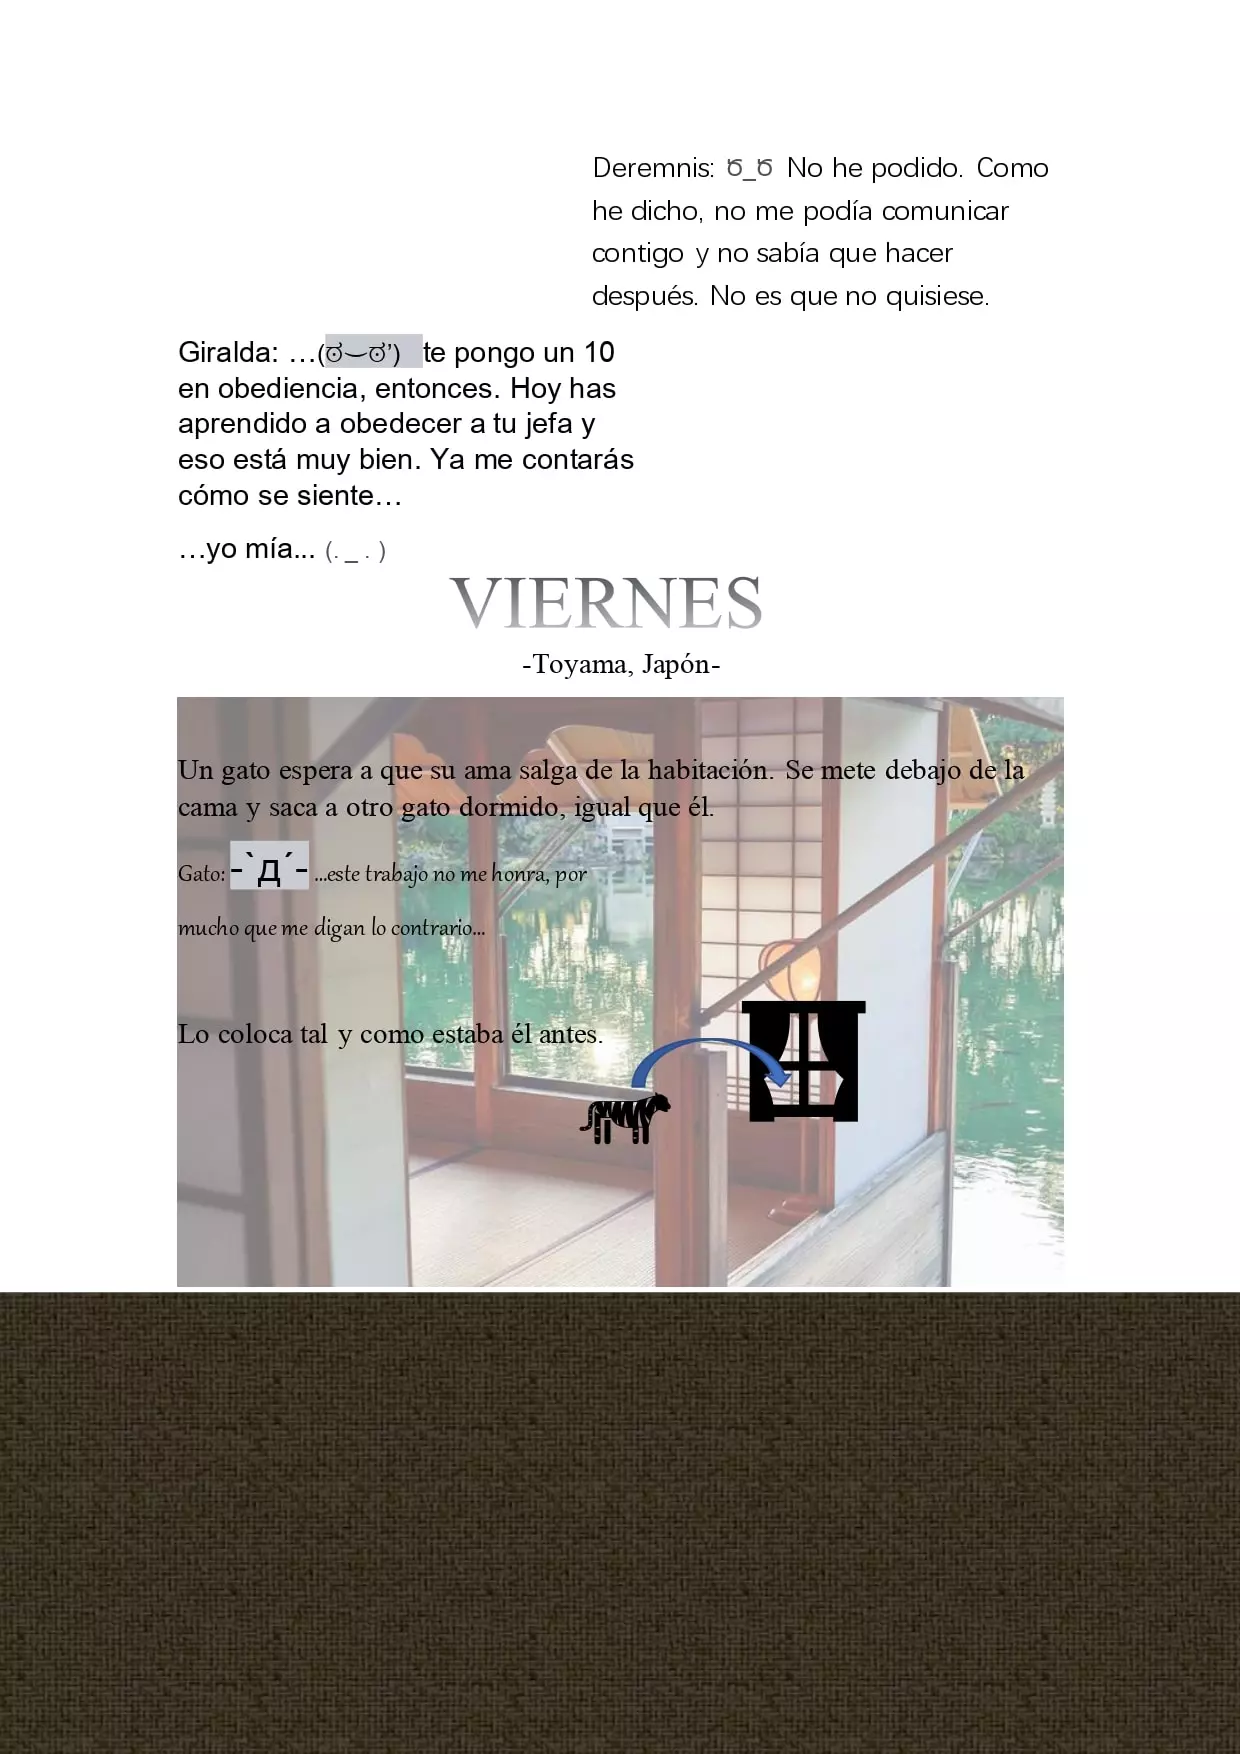 Deremnis: ՇՇ_ՇՇ No he podido. Como
he dicho, no me podía comunicar
contigo y no sabía que hacer
después. No es que no quisiese.
Giralda: …(ಠ⌣ಠ’) te pongo un 10
en obediencia, entonces. Hoy has
aprendido a obedecer a tu jefa y
eso está muy bien. Ya me contarás
cómo se siente…
…yo mía... (. _ . )
VIERNES
-Toyama, Japón-
Un gato espera a que su ama salga de la habitación. Se mete debajo de la
cama y saca a otro gato dormido, igual que él.
Gato: -`д´- ...este trabajo no me honra, por
mucho que me digan lo contrario...
Lo coloca tal y como estaba él antes.